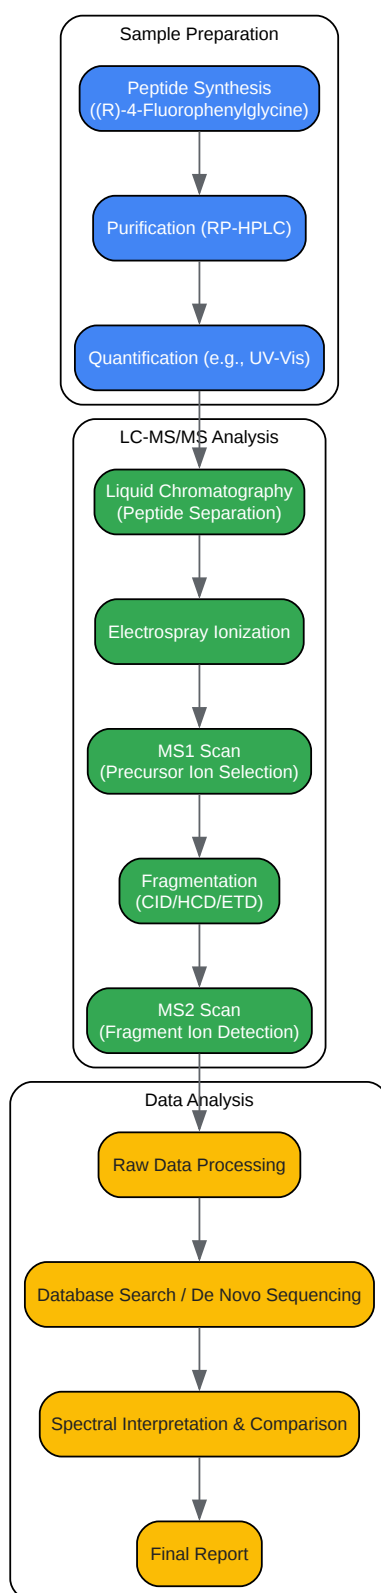 Sample Preparation
Peptide Synthesis
((R)-4-Fluorophenylglycine)
Purification (RP-HPLC)
Quantification (e.g., UV-Vis)
LC-MS/MS Analysis
Liquid Chromatography
(Peptide Separation)
Electrospray Ionization
MS1 Scan
(Precursor Ion Selection)
Fragmentation
(CID/HCD/ETD)
MS2 Scan
(Fragment Ion Detection)
Data Analysis
Raw Data Processing
Database Search / De Novo Sequencing
Spectral Interpretation & Comparison
Final Report